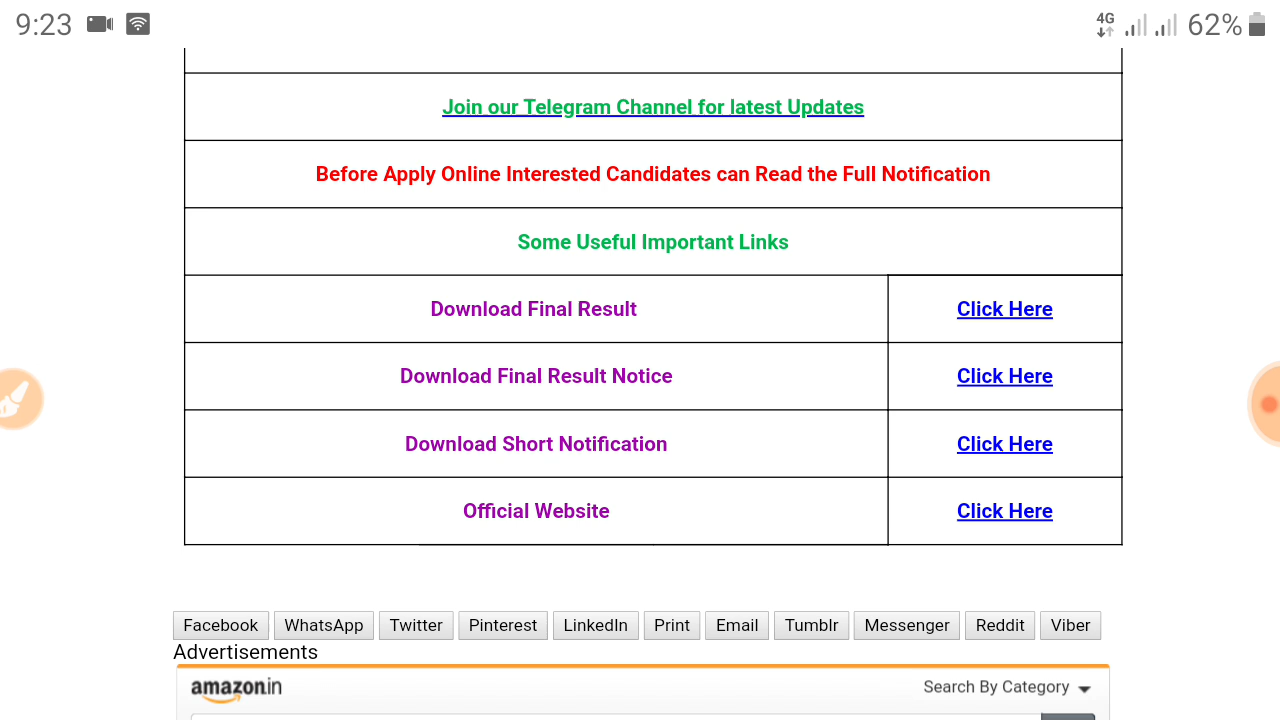 9:23
4G
62%
Join our Telegram Channel for latest Updates
Before Apply Online Interested Candidates can Read the Full Notification
Some Useful Important Links
Download Final Result Click Here
Download Final Result Notice Click Here
Download Short Notification Click Here
Official Website Click Here
Facebook WhatsApp Twitter Pinterest LinkedIn Print Email Tumblr Messenger Reddit Viber
Advertisements
amazon.in Search By Category